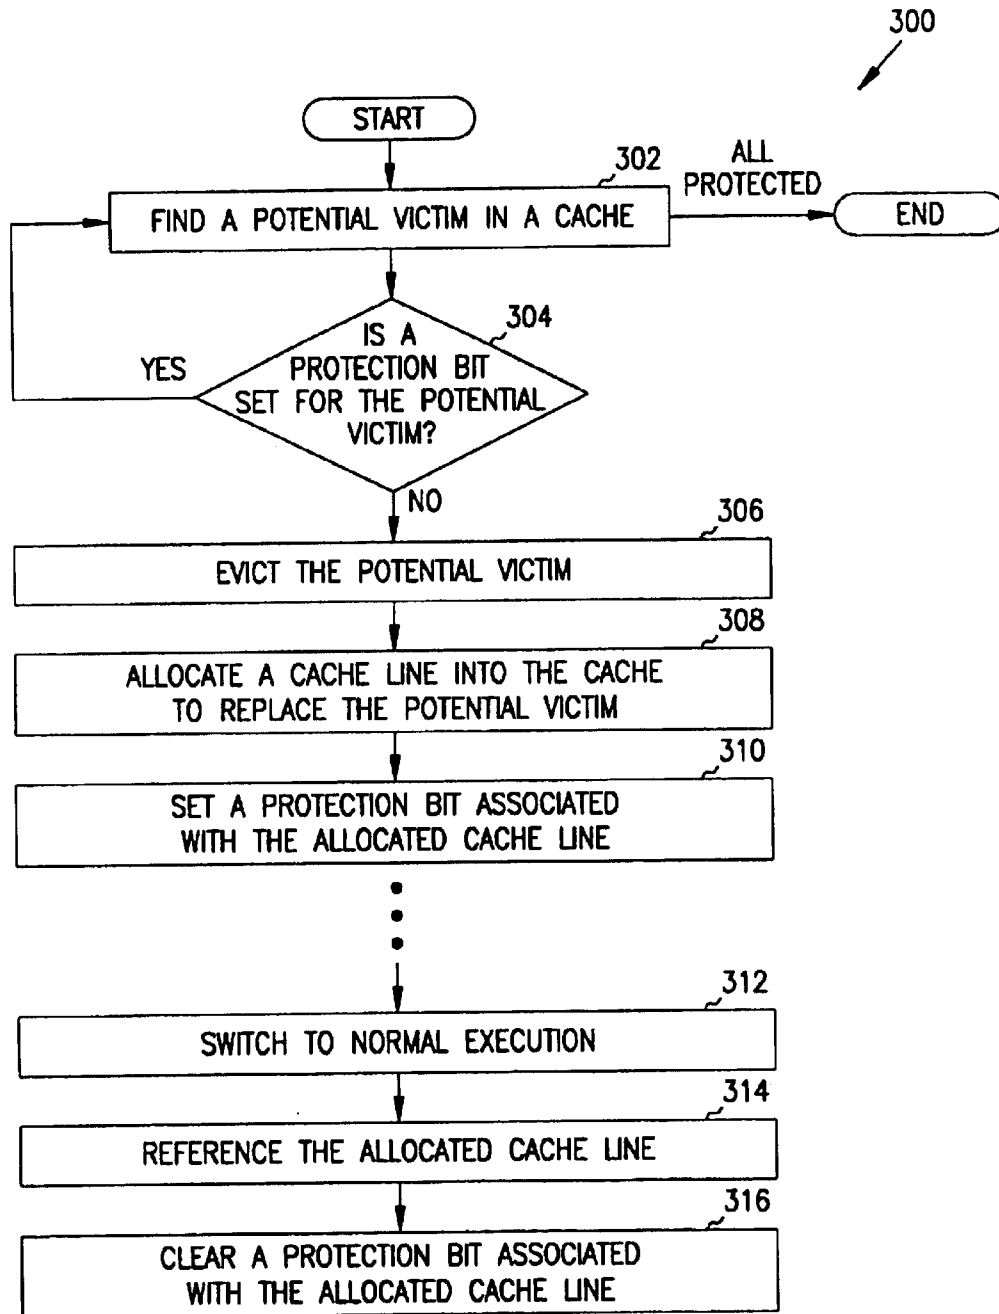 300
START
302
ALL
PROTECTED
FIND A POTENTIAL VICTIM IN A CACHE
END
304
IS A
PROTECTION BIT
SET FOR THE POTENTIAL
VICTIM?
YES
NO
306
EVICT THE POTENTIAL VICTIM
308
ALLOCATE A CACHE LINE INTO THE CACHE
TO REPLACE THE POTENTIAL VICTIM
310
SET A PROTECTION BIT ASSOCIATED
WITH THE ALLOCATED CACHE LINE
312
SWITCH TO NORMAL EXECUTION
314
REFERENCE THE ALLOCATED CACHE LINE
316
CLEAR A PROTECTION BIT ASSOCIATED
WITH THE ALLOCATED CACHE LINE